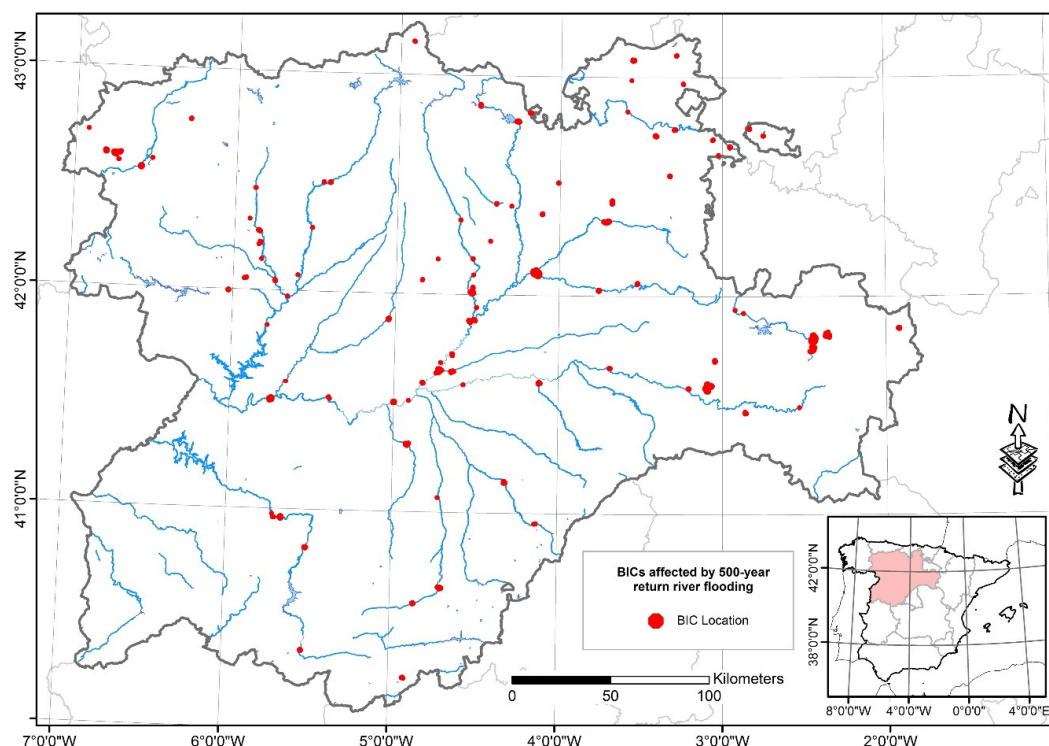 43°0'0"N
42°0'0"N
41°0'0"N
N
BICs affected by 500-year
return river flooding
BIC Location
Kilometers
0 50 100
42°0'0"N
38°0'0"N
8°0'0"W 4°0'0"W 0°0'0"W 4°0'0"E
7°0'0"W 6°0'0"W 5°0'0"W 4°0'0"W 3°0'0"W 2°0'0"W